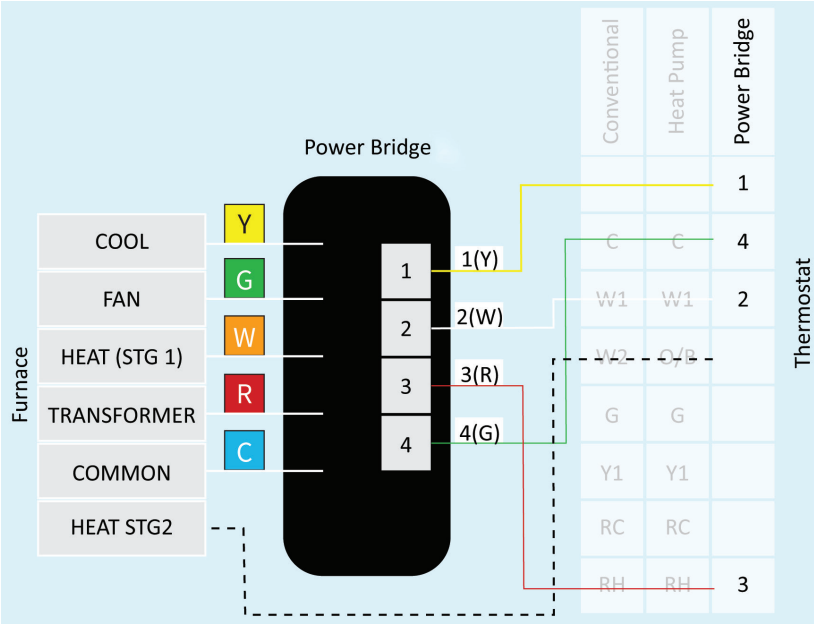 Power Bridge
Furnace
COOL
FAN
HEAT (STG 1)
TRANSFORMER
COMMON
HEAT STG2
Y
G
W
R
C
1
2
3
4
1(Y)
2(W)
3(R)
4(G)
Conventional Heat Pump Power Bridge
1
C C 4
W1 W1 2
W2 O/B
G G
Y1 Y1
RC RC
RH RH 3
Thermostat